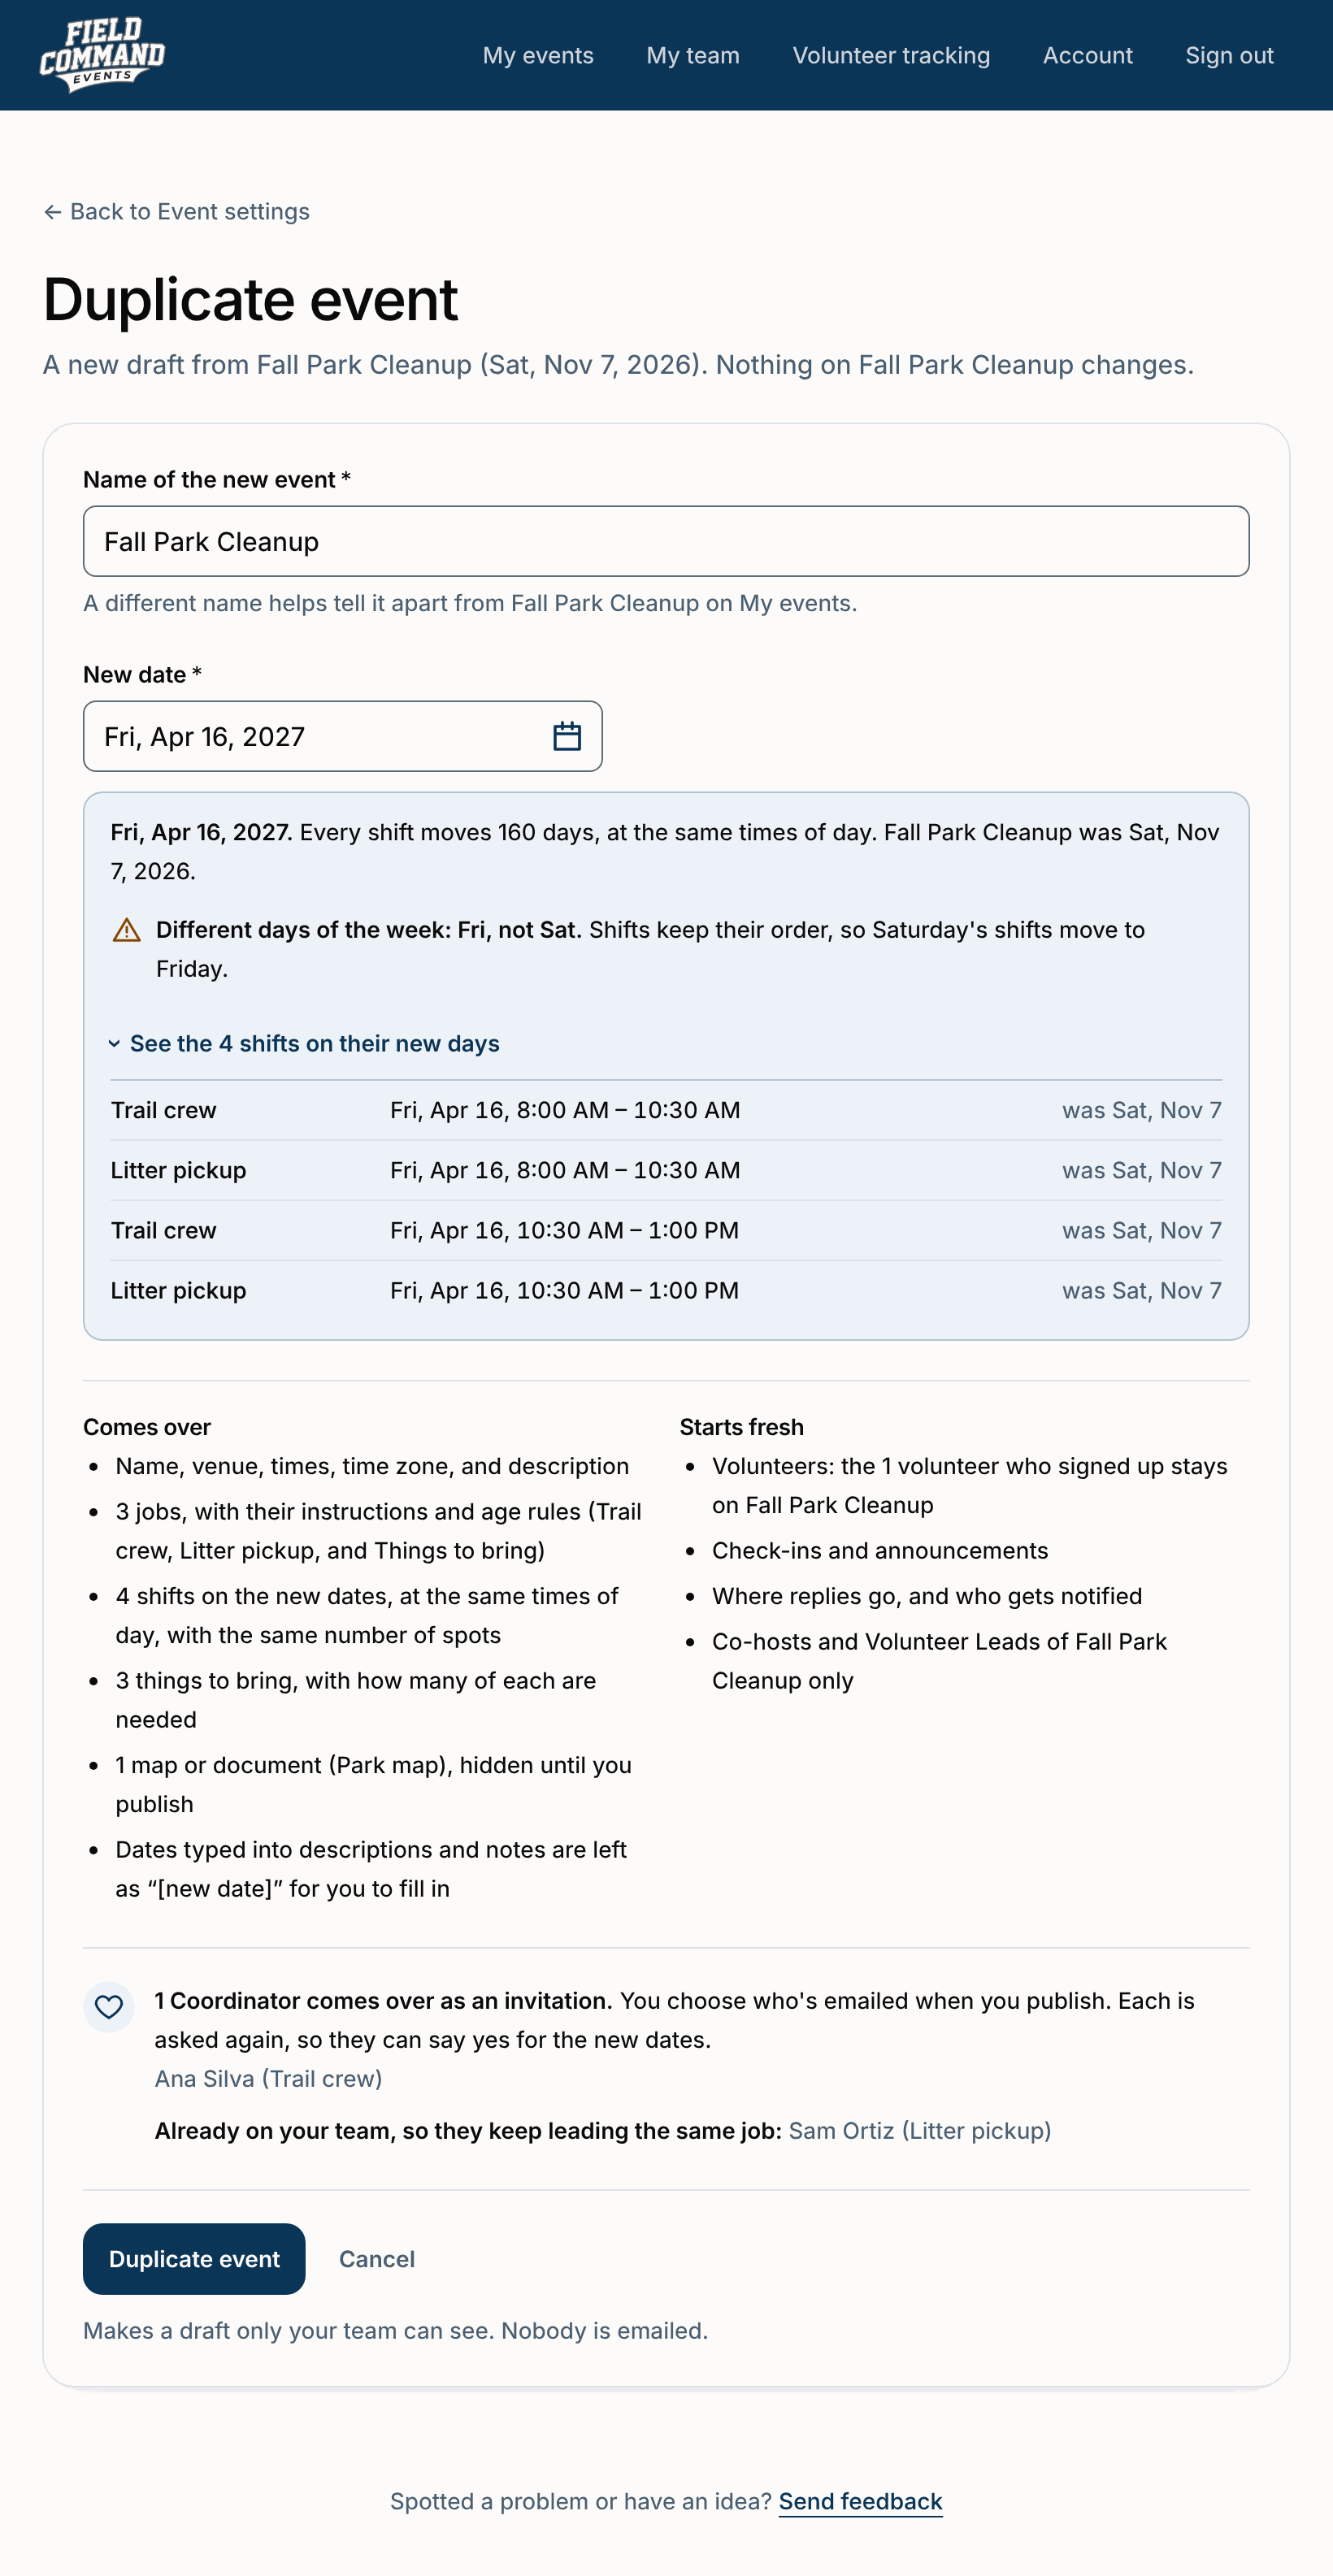 FIELD
COMMAND
EVENTS
My events
My team
Volunteer tracking
Account
Sign out
← Back to Event settings
Duplicate event
A new draft from Fall Park Cleanup (Sat, Nov 7, 2026). Nothing on Fall Park Cleanup changes.
Name of the new event *
Fall Park Cleanup
A different name helps tell it apart from Fall Park Cleanup on My events.
New date *
Fri, Apr 16, 2027
Fri, Apr 16, 2027. Every shift moves 160 days, at the same times of day. Fall Park Cleanup was Sat, Nov
7, 2026.
Different days of the week: Fri, not Sat. Shifts keep their order, so Saturday's shifts move to
Friday.
See the 4 shifts on their new days
Trail crew Fri, Apr 16, 8:00 AM – 10:30 AM was Sat, Nov 7
Litter pickup Fri, Apr 16, 8:00 AM – 10:30 AM was Sat, Nov 7
Trail crew Fri, Apr 16, 10:30 AM – 1:00 PM was Sat, Nov 7
Litter pickup Fri, Apr 16, 10:30 AM – 1:00 PM was Sat, Nov 7
Comes over
• Name, venue, times, time zone, and description
• 3 jobs, with their instructions and age rules (Trail
crew, Litter pickup, and Things to bring)
• 4 shifts on the new dates, at the same times of
day, with the same number of spots
• 3 things to bring, with how many of each are
needed
• 1 map or document (Park map), hidden until you
publish
• Dates typed into descriptions and notes are left
as “[new date]” for you to fill in
Starts fresh
• Volunteers: the 1 volunteer who signed up stays
on Fall Park Cleanup
• Check-ins and announcements
• Where replies go, and who gets notified
• Co-hosts and Volunteer Leads of Fall Park
Cleanup only
1 Coordinator comes over as an invitation. You choose who's emailed when you publish. Each is
asked again, so they can say yes for the new dates.
Ana Silva (Trail crew)
Already on your team, so they keep leading the same job: Sam Ortiz (Litter pickup)
Duplicate event
Cancel
Makes a draft only your team can see. Nobody is emailed.
Spotted a problem or have an idea? Send feedback